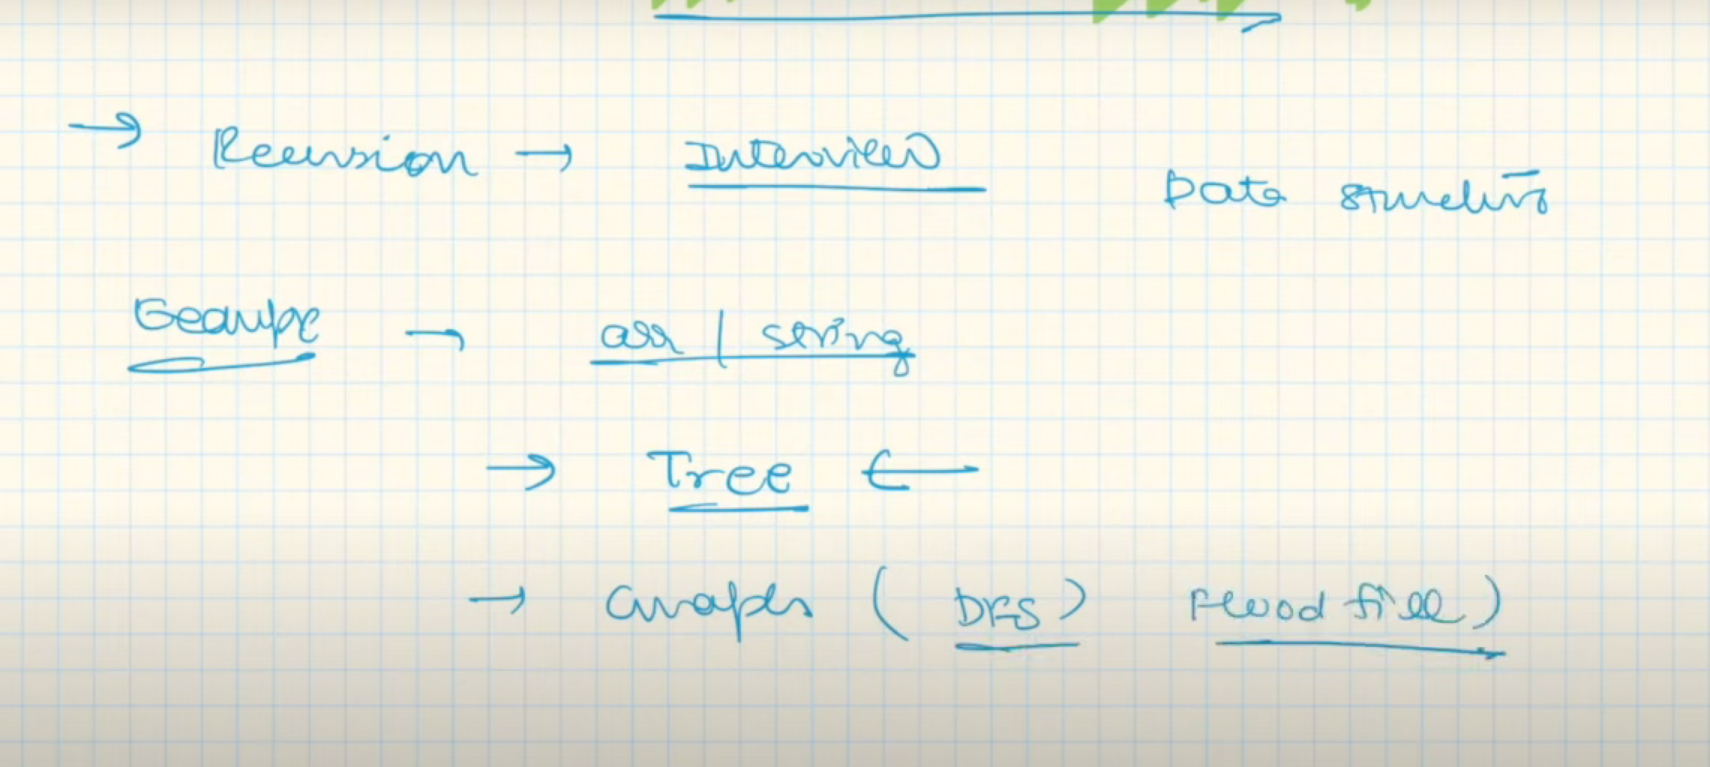 → Recursion → Interview
Data structure
Example → arr | string
→ Tree ←
→ Graphs ( DFS) Flood fill)